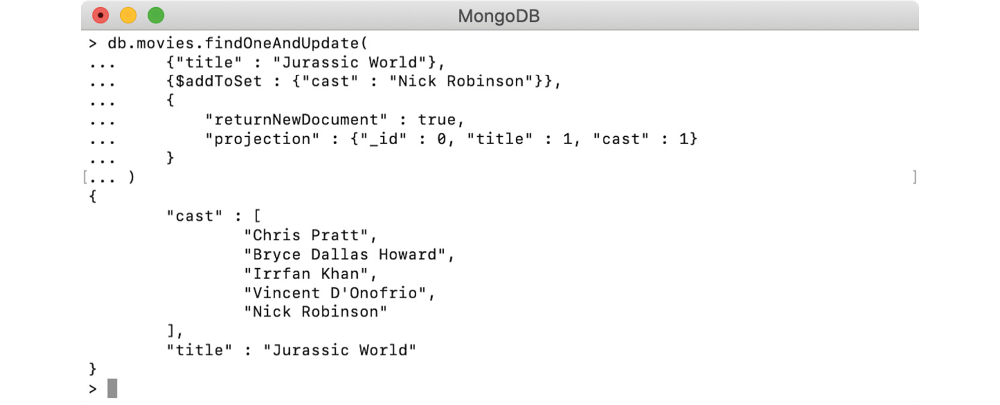 MongoDB
> db.movies.findOneAndUpdate(
...     {"title" : "Jurassic World"},
...     {$addToSet : {"cast" : "Nick Robinson"}},
...     {
...         "returnNewDocument" : true,
...         "projection" : {"_id" : 0, "title" : 1, "cast" : 1}
...     }
[... )                                                                                 ]
{
        "cast" : [
                "Chris Pratt",
                "Bryce Dallas Howard",
                "Irrfan Khan",
                "Vincent D'Onofrio",
                "Nick Robinson"
        ],
        "title" : "Jurassic World"
}
>